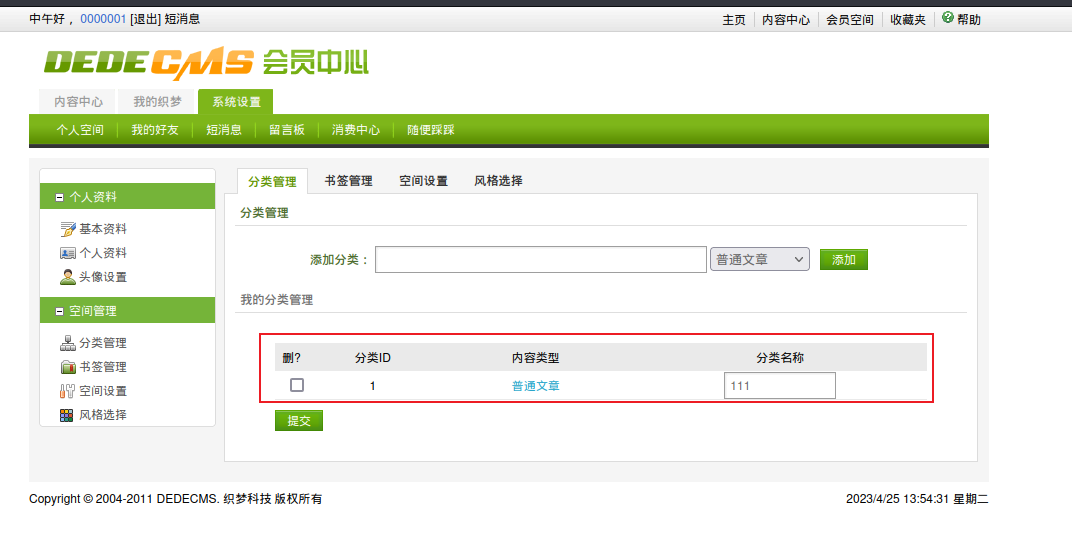 中午好， 0000001 [退出] 短消息 主页 内容中心 会员空间 收藏夹 帮助
DEDECMS 会员中心
内容中心 我的织梦 系统设置
个人空间 我的好友 短消息 留言板 消费中心 随便踩踩
分类管理 书签管理 空间设置 风格选择
个人资料
分类管理
基本资料
个人资料
添加分类： 普通文章 添加
头像设置
我的分类管理
空间管理
分类管理
删? 分类ID 内容类型 分类名称
书签管理
1 普通文章 111
空间设置
风格选择
提交
Copyright © 2004-2011 DEDECMS. 织梦科技 版权所有 2023/4/25 13:54:31 星期二